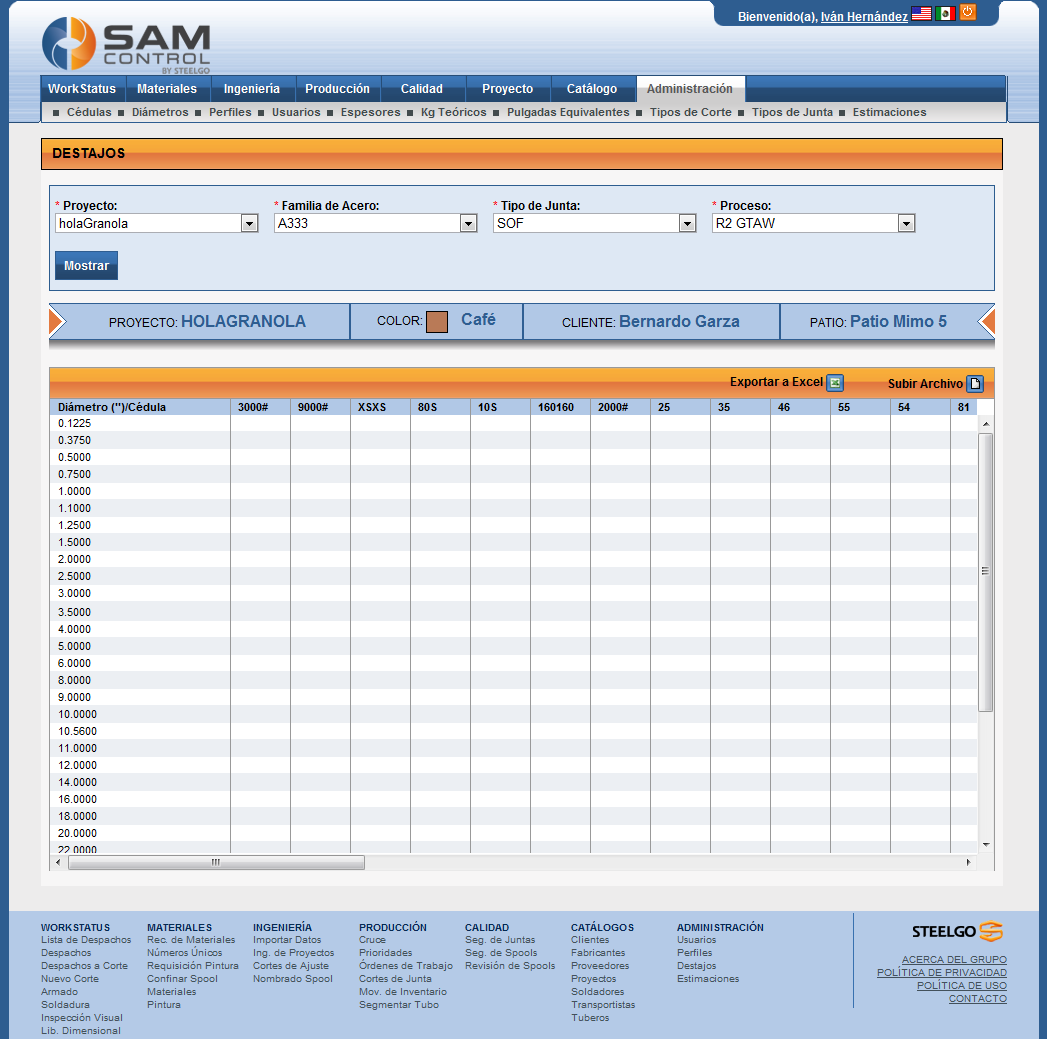 Bienvenido(a), Iván Hernández
SAM
CONTROL
BY STEELGO
WorkStatus Materiales Ingeniería Producción Calidad Proyecto Catálogo Administración
Cédulas Diámetros Perfiles Usuarios Espesores Kg Teóricos Pulgadas Equivalentes Tipos de Corte Tipos de Junta Estimaciones
DESTAJOS
* Proyecto: * Familia de Acero: * Tipo de Junta: * Proceso:
holaGranola A333 SOF R2 GTAW
Mostrar
PROYECTO: HOLAGRANOLA COLOR: Café CLIENTE: Bernardo Garza PATIO: Patio Mimo 5
Exportar a Excel Subir Archivo
Diámetro (")/Cédula 3000# 9000# XSXS 80S 10S 160160 2000# 25 35 46 55 54 81
0.1225
0.3750
0.5000
0.7500
1.0000
1.1000
1.2500
1.5000
2.0000
2.5000
3.0000
3.5000
4.0000
5.0000
6.0000
8.0000
9.0000
10.0000
10.5600
11.0000
12.0000
14.0000
16.0000
18.0000
20.0000
22.0000
WORKSTATUS
Lista de Despachos
Despachos
Despachos a Corte
Nuevo Corte
Armado
Soldadura
Inspección Visual
Lib. Dimensional
MATERIALES
Rec. de Materiales
Números Únicos
Requisición Pintura
Confinar Spool
Materiales
Pintura
INGENIERÍA
Importar Datos
Ing. de Proyectos
Cortes de Ajuste
Nombrado Spool
PRODUCCIÓN
Cruce
Prioridades
Órdenes de Trabajo
Cortes de Junta
Mov. de Inventario
Segmentar Tubo
CALIDAD
Seg. de Juntas
Seg. de Spools
Revisión de Spools
CATÁLOGOS
Clientes
Fabricantes
Proveedores
Proyectos
Soldadores
Transportistas
Tuberos
ADMINISTRACIÓN
Usuarios
Perfiles
Destajos
Estimaciones
STEELGO
ACERCA DEL GRUPO
POLÍTICA DE PRIVACIDAD
POLÍTICA DE USO
CONTACTO